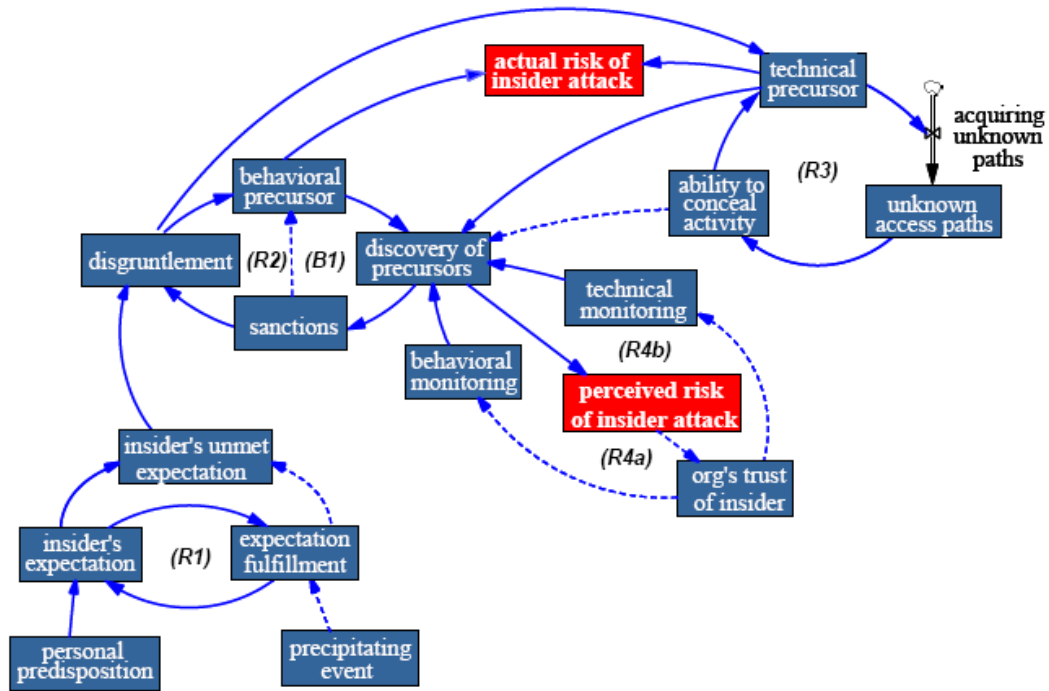 actual risk of
insider attack
technical
precursor
acquiring
unknown
paths
behavioral
precursor
ability to
conceal
activity
(R3)
unknown
access paths
disgruntlement
(R2)
(B1)
discovery of
precursors
sanctions
technical
monitoring
behavioral
monitoring
(R4b)
perceived risk
of insider attack
(R4a)
org's trust
of insider
insider's unmet
expectation
insider's
expectation
(R1)
expectation
fulfillment
personal
predisposition
precipitating
event